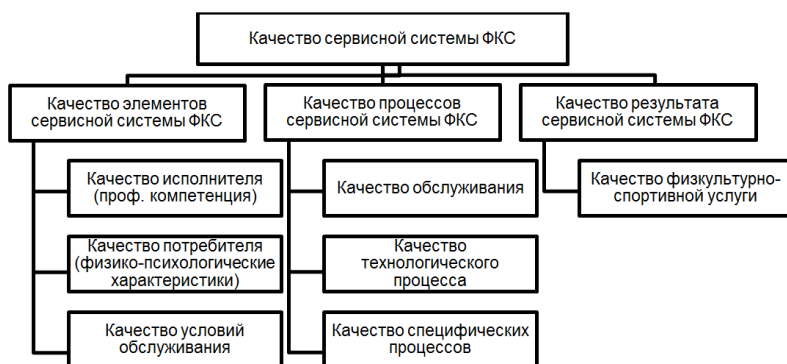 Качество сервисной системы ФКС
Качество элементов
сервисной системы ФКС
Качество процессов
сервисной системы ФКС
Качество результата
сервисной системы ФКС
Качество исполнителя
(проф. компетенция)
Качество потребителя
(физико-психологические
характеристики)
Качество условий
обслуживания
Качество обслуживания
Качество
технологического
процесса
Качество специфических
процессов
Качество физкультурно-
спортивной услуги